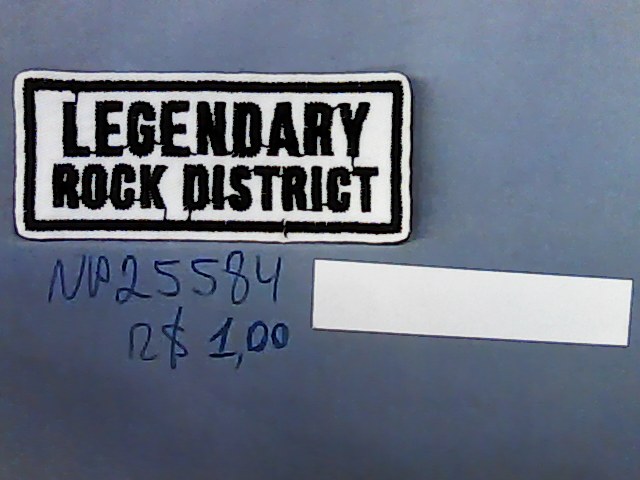 LEGENDARY
ROCK DISTRICT
NP25584
R$ 1,00